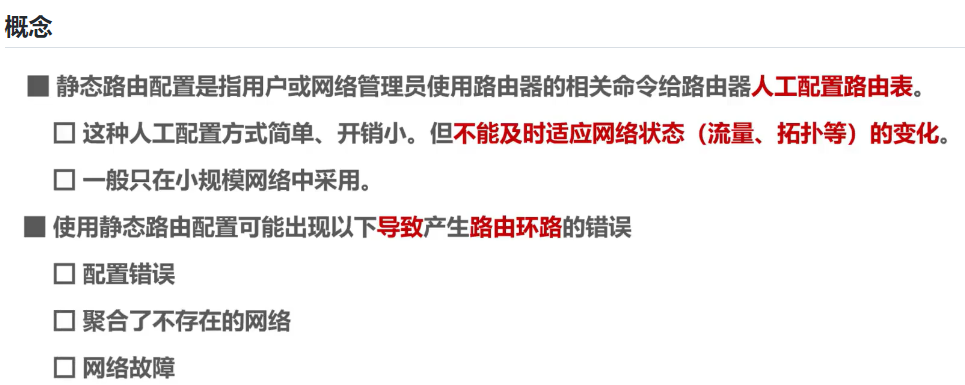 概念
■ 静态路由配置是指用户或网络管理员使用路由器的相关命令给路由器人工配置路由表。
□ 这种人工配置方式简单、开销小。但不能及时适应网络状态（流量、拓扑等）的变化。
□ 一般只在小规模网络中采用。
■ 使用静态路由配置可能出现以下导致产生路由环路的错误
□ 配置错误
□ 聚合了不存在的网络
□ 网络故障